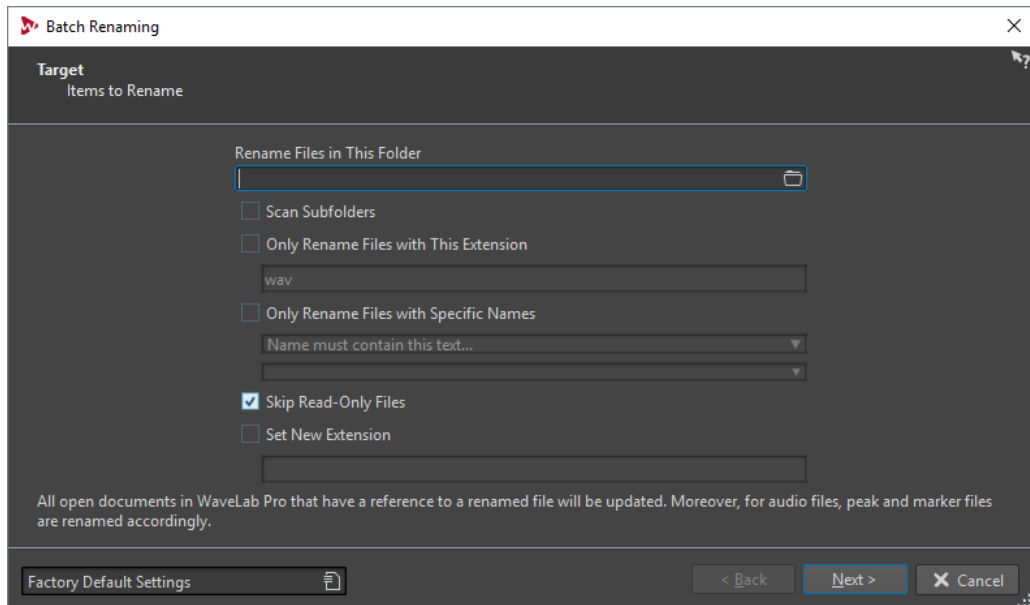 Batch Renaming
Target
Items to Rename
Rename Files in This Folder
Scan Subfolders
Only Rename Files with This Extension
wav
Only Rename Files with Specific Names
Name must contain this text...
Skip Read-Only Files
Set New Extension
All open documents in WaveLab Pro that have a reference to a renamed file will be updated. Moreover, for audio files, peak and marker files
are renamed accordingly.
Factory Default Settings
< Back
Next >
Cancel